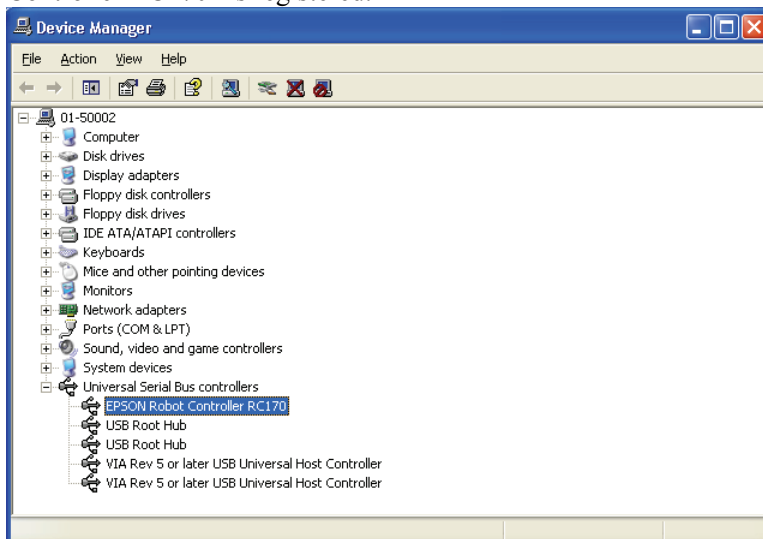 Device Manager
File Action View Help
01-50002
Computer
Disk drives
Display adapters
Floppy disk controllers
Floppy disk drives
IDE ATA/ATAPI controllers
Keyboards
Mice and other pointing devices
Monitors
Network adapters
Ports (COM & LPT)
Sound, video and game controllers
System devices
Universal Serial Bus controllers
EPSON Robot Controller RC170
USB Root Hub
USB Root Hub
VIA Rev 5 or later USB Universal Host Controller
VIA Rev 5 or later USB Universal Host Controller